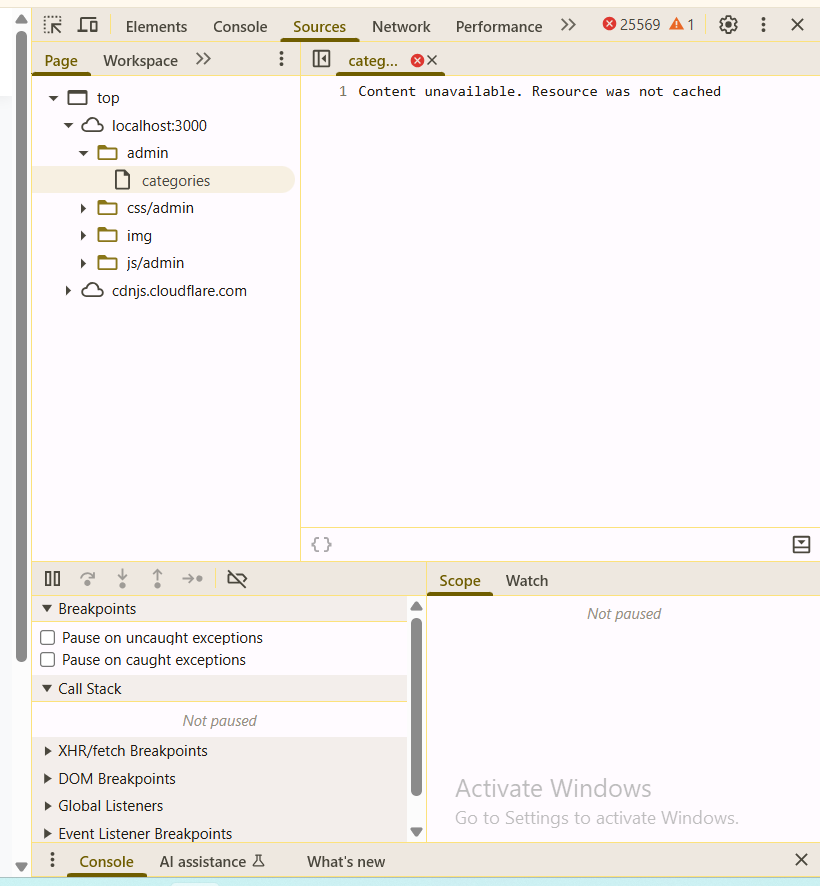 Elements Console Sources Network Performance 25569 1
Page Workspace categ...
top
localhost:3000
admin
categories
css/admin
img
js/admin
cdnjs.cloudflare.com
1 Content unavailable. Resource was not cached
{}
Breakpoints
Pause on uncaught exceptions
Pause on caught exceptions
Call Stack
Not paused
XHR/fetch Breakpoints
DOM Breakpoints
Global Listeners
Event Listener Breakpoints
Scope Watch
Not paused
Activate Windows
Go to Settings to activate Windows.
Console AI assistance What's new